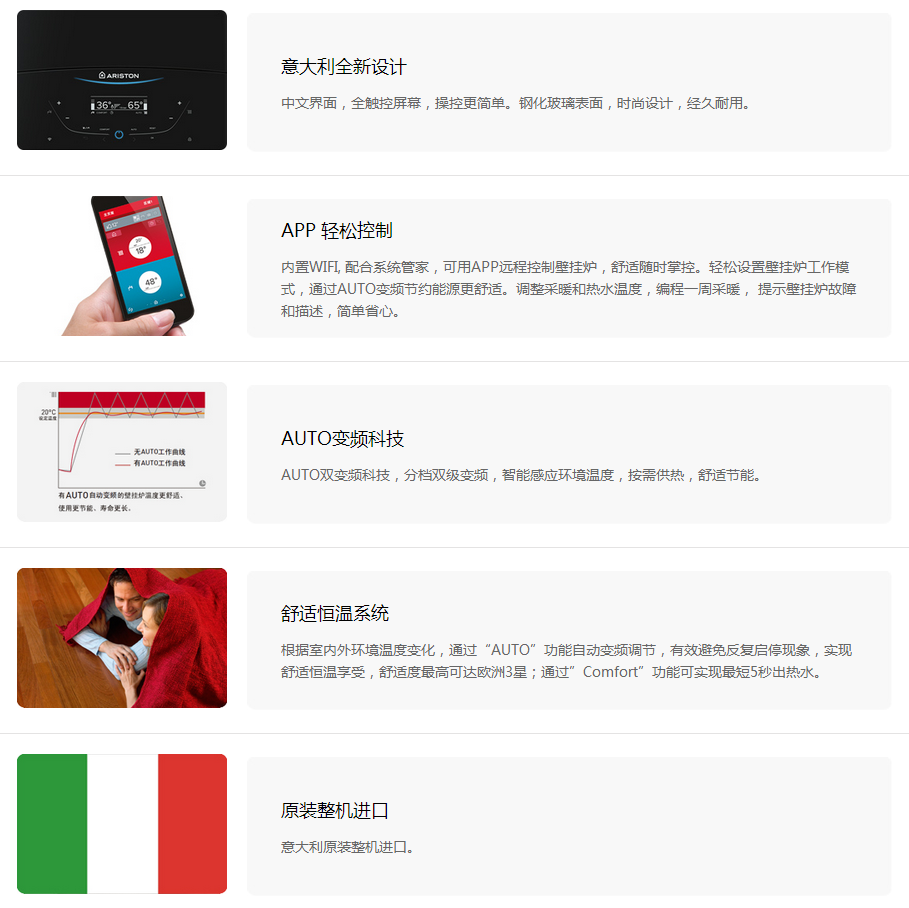 意大利全新设计
中文界面，全触控屏幕，操控更简单。钢化玻璃表面，时尚设计，经久耐用。
ARISTON
36° 65°
APP 轻松控制
内置WIFI, 配合系统管家，可用APP远程控制壁挂炉，舒适随时掌控。轻松设置壁挂炉工作模
式，通过AUTO变频节约能源更舒适。调整采暖和热水温度，编程一周采暖， 提示壁挂炉故障
和描述，简单省心。
18°
48°
AUTO变频科技
AUTO双变频科技，分档双级变频，智能感应环境温度，按需供热，舒适节能。
20°C
设定温度
无AUTO工作曲线
有AUTO工作曲线
有AUTO自动变频的壁挂炉温度更舒适、
使用更节能、寿命更长。
舒适恒温系统
根据室内外环境温度变化，通过“AUTO”功能自动变频调节，有效避免反复启停现象，实现
舒适恒温享受，舒适度最高可达欧洲3星；通过”Comfort”功能可实现最短5秒出热水。
原装整机进口
意大利原装整机进口。